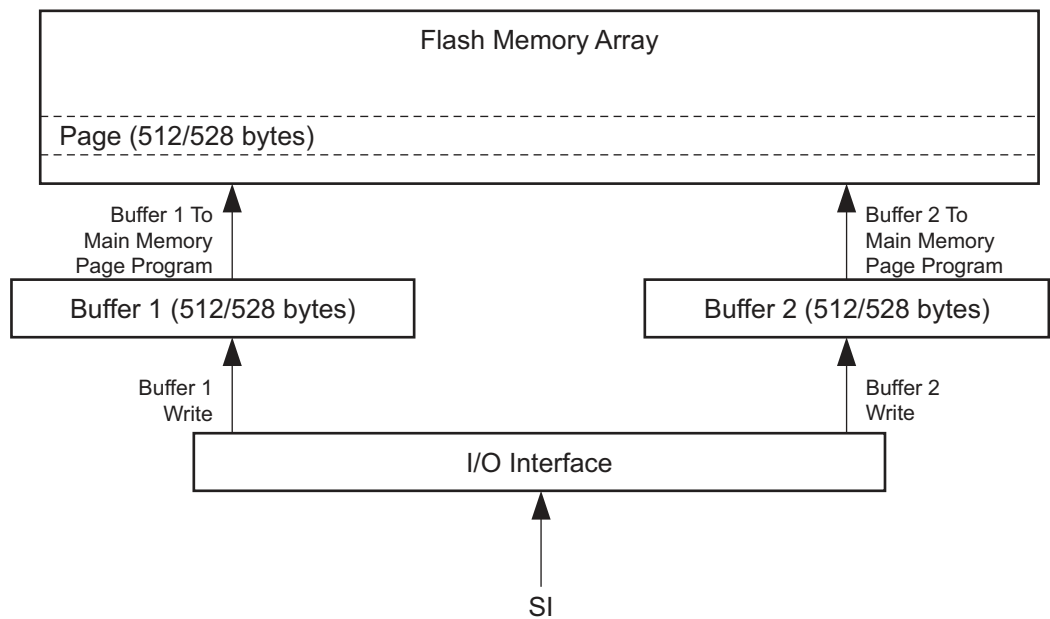 Flash Memory Array
Page (512/528 bytes)
Buffer 1 To
Main Memory
Page Program
Buffer 2 To
Main Memory
Page Program
Buffer 1 (512/528 bytes)
Buffer 2 (512/528 bytes)
Buffer 1
Write
Buffer 2
Write
I/O Interface
SI